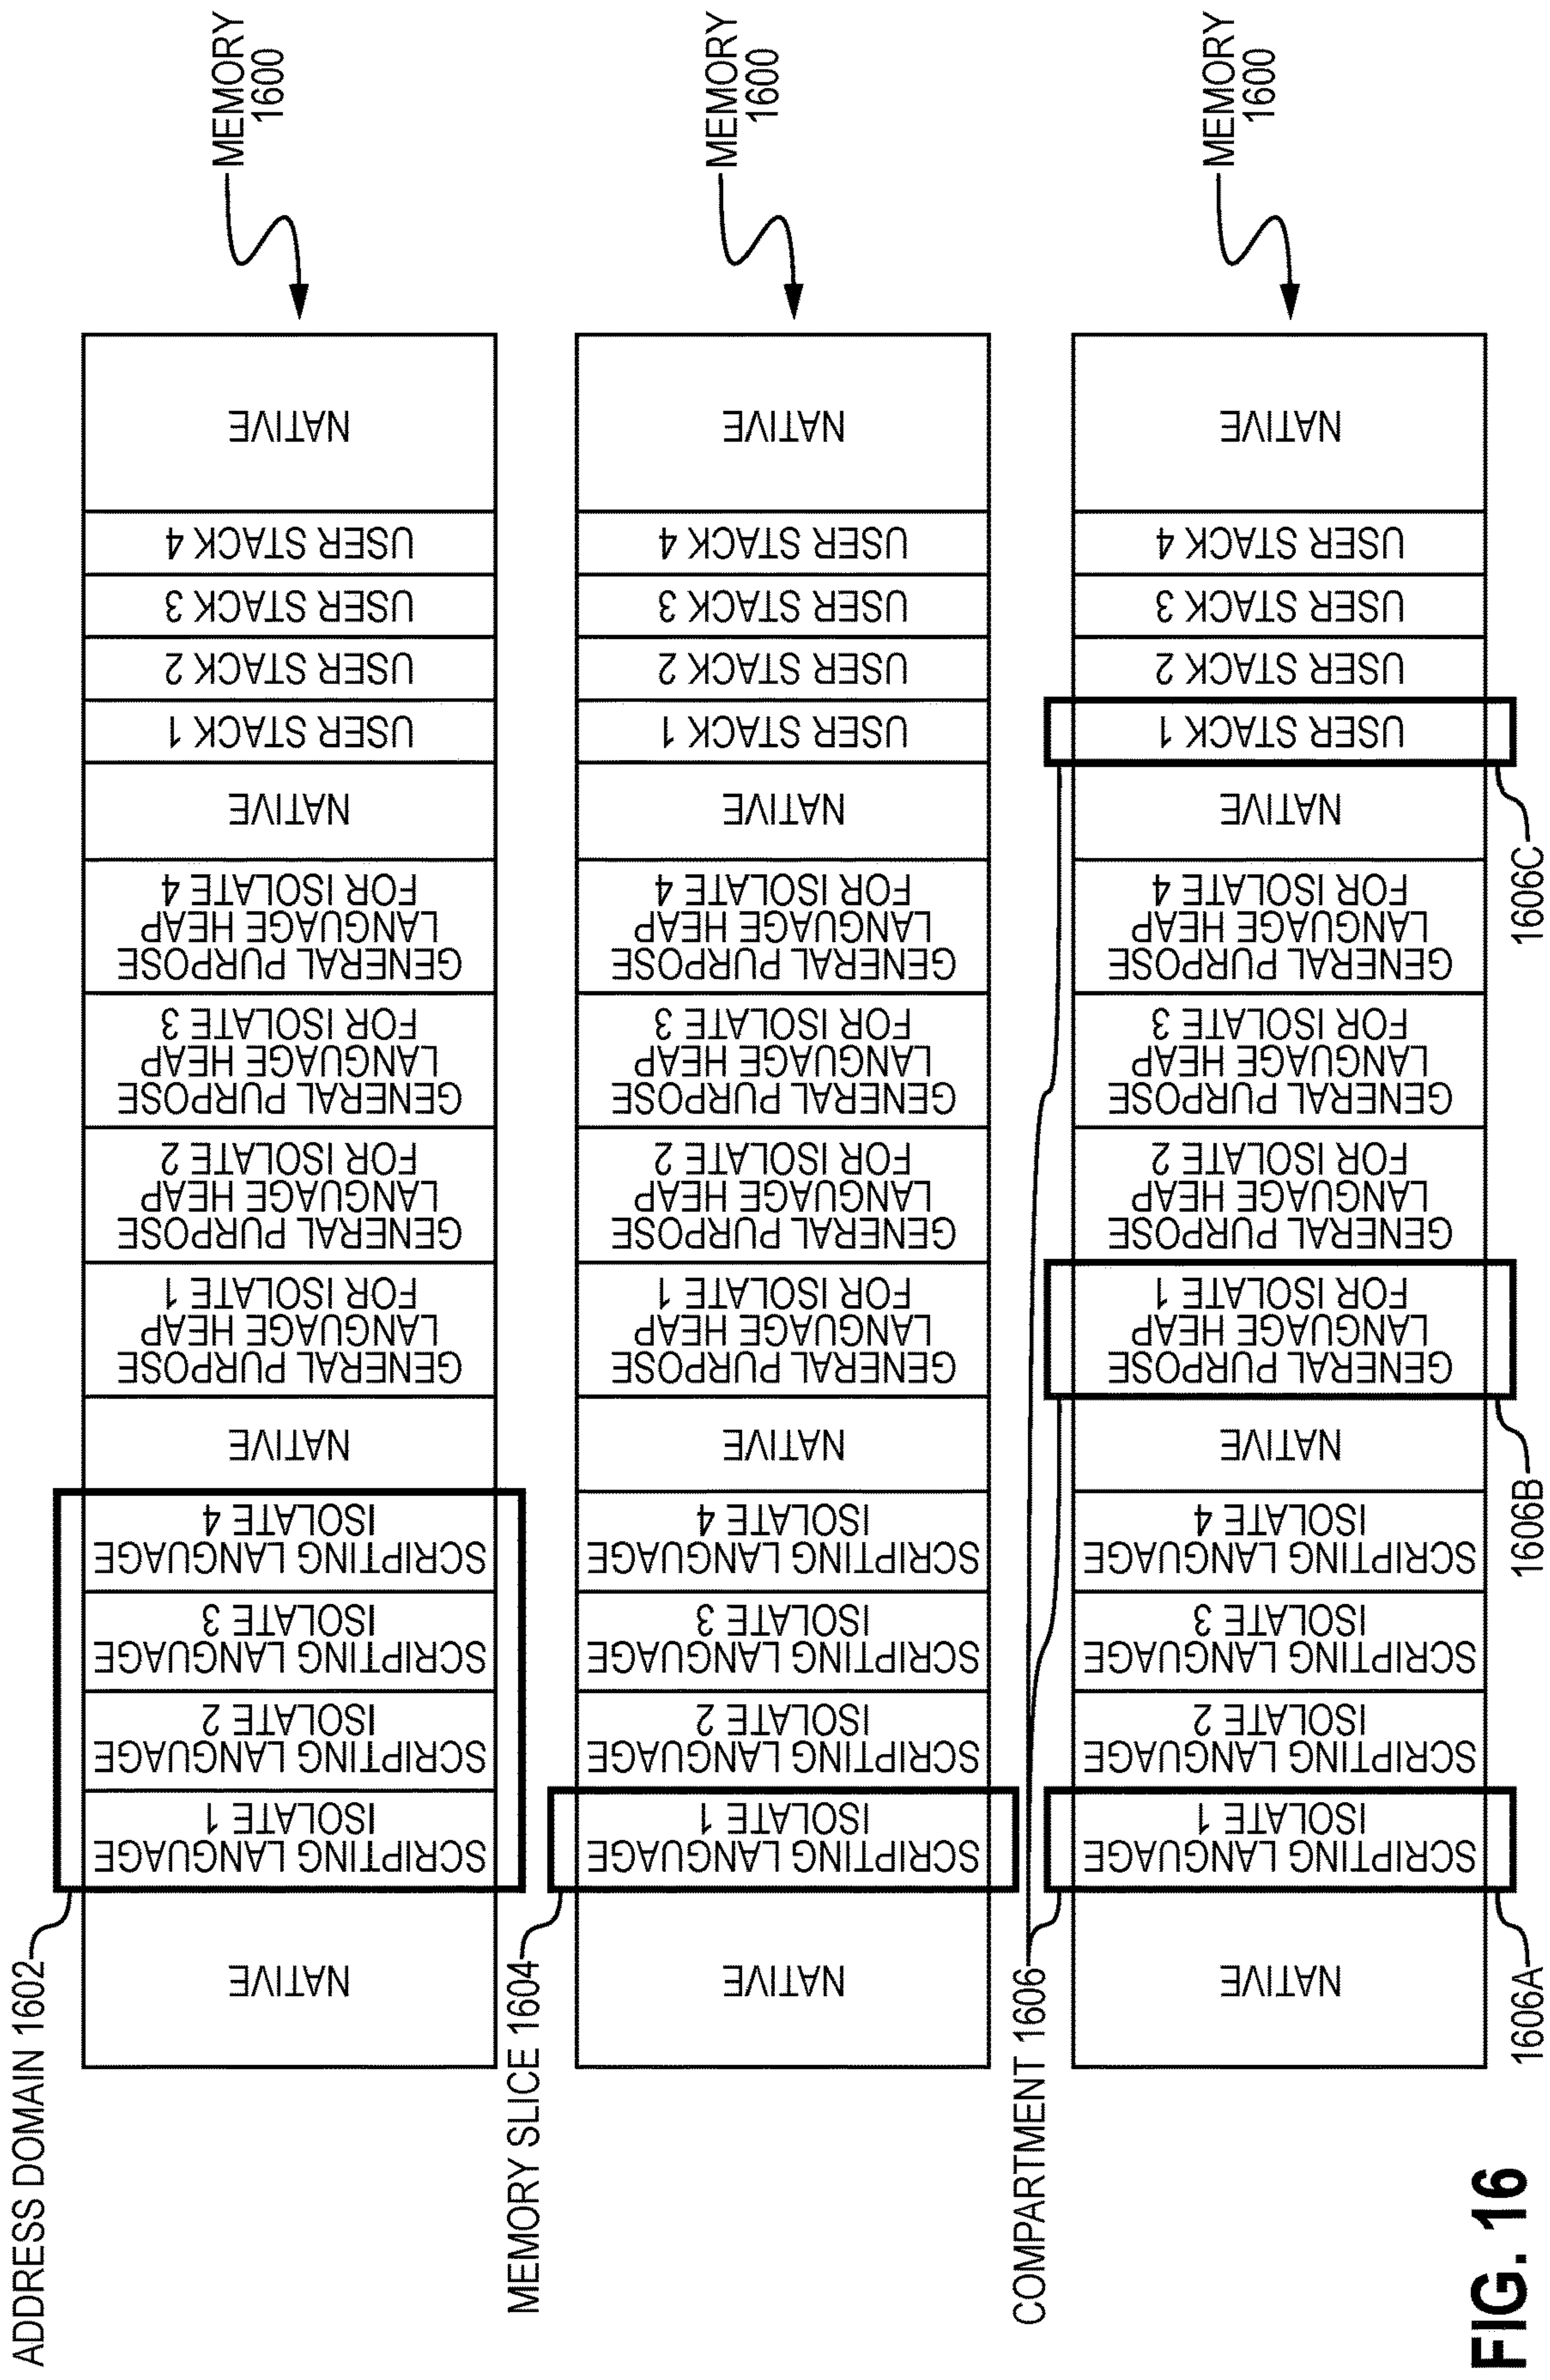 ADDRESS DOMAIN 1602
MEMORY
1600
NATIVE
SCRIPTING LANGUAGE
ISOLATE 1
SCRIPTING LANGUAGE
ISOLATE 2
SCRIPTING LANGUAGE
ISOLATE 3
SCRIPTING LANGUAGE
ISOLATE 4
NATIVE
GENERAL PURPOSE
LANGUAGE HEAP
FOR ISOLATE 1
GENERAL PURPOSE
LANGUAGE HEAP
FOR ISOLATE 2
GENERAL PURPOSE
LANGUAGE HEAP
FOR ISOLATE 3
GENERAL PURPOSE
LANGUAGE HEAP
FOR ISOLATE 4
NATIVE
USER STACK 1
USER STACK 2
USER STACK 3
USER STACK 4
NATIVE
MEMORY SLICE 1604
MEMORY
1600
NATIVE
SCRIPTING LANGUAGE
ISOLATE 1
SCRIPTING LANGUAGE
ISOLATE 2
SCRIPTING LANGUAGE
ISOLATE 3
SCRIPTING LANGUAGE
ISOLATE 4
NATIVE
GENERAL PURPOSE
LANGUAGE HEAP
FOR ISOLATE 1
GENERAL PURPOSE
LANGUAGE HEAP
FOR ISOLATE 2
GENERAL PURPOSE
LANGUAGE HEAP
FOR ISOLATE 3
GENERAL PURPOSE
LANGUAGE HEAP
FOR ISOLATE 4
NATIVE
USER STACK 1
USER STACK 2
USER STACK 3
USER STACK 4
NATIVE
COMPARTMENT 1606
MEMORY
1600
NATIVE
SCRIPTING LANGUAGE
ISOLATE 1
SCRIPTING LANGUAGE
ISOLATE 2
SCRIPTING LANGUAGE
ISOLATE 3
SCRIPTING LANGUAGE
ISOLATE 4
NATIVE
GENERAL PURPOSE
LANGUAGE HEAP
FOR ISOLATE 1
GENERAL PURPOSE
LANGUAGE HEAP
FOR ISOLATE 2
GENERAL PURPOSE
LANGUAGE HEAP
FOR ISOLATE 3
GENERAL PURPOSE
LANGUAGE HEAP
FOR ISOLATE 4
NATIVE
USER STACK 1
USER STACK 2
USER STACK 3
USER STACK 4
NATIVE
1606A
1606B
1606C
FIG. 16